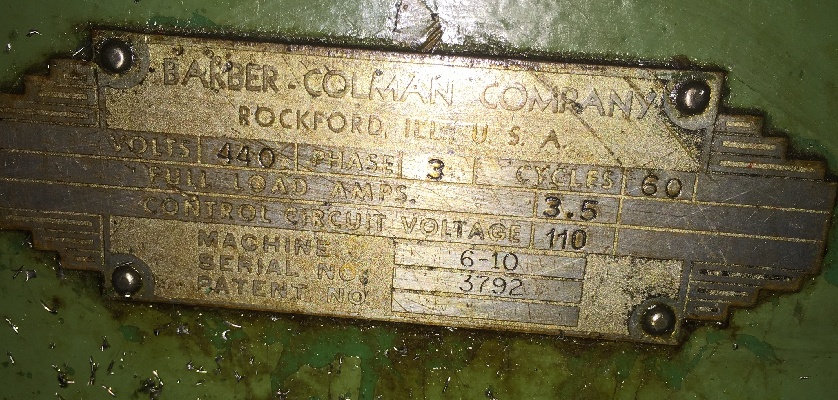 BARBER-COLMAN COMPANY
ROCKFORD, ILL. U. S. A.
VOLTS 440 PHASE 3 CYCLES 60
FULL LOAD AMPS. 3.5
CONTROL CIRCUIT VOLTAGE 110
MACHINE 6-10
SERIAL NO. 3792
PATENT NO